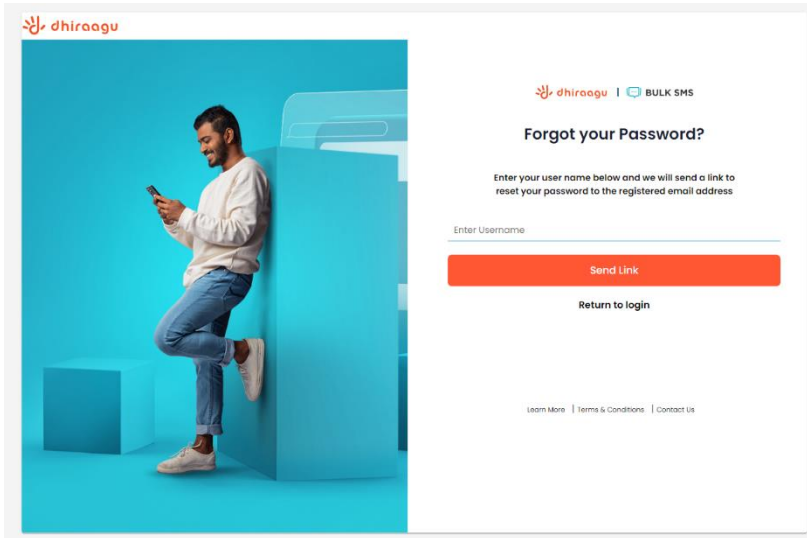 dhiraagu
dhiraagu | BULK SMS
Forgot your Password?
Enter your user name below and we will send a link to
reset your password to the registered email address
Enter Username
Send Link
Return to login
Learn More | Terms & Conditions | Contact Us